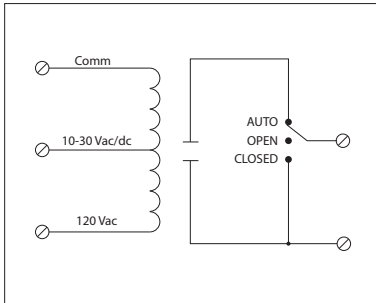 Comm
10-30 Vac/dc
120 Vac
AUTO
OPEN
CLOSED